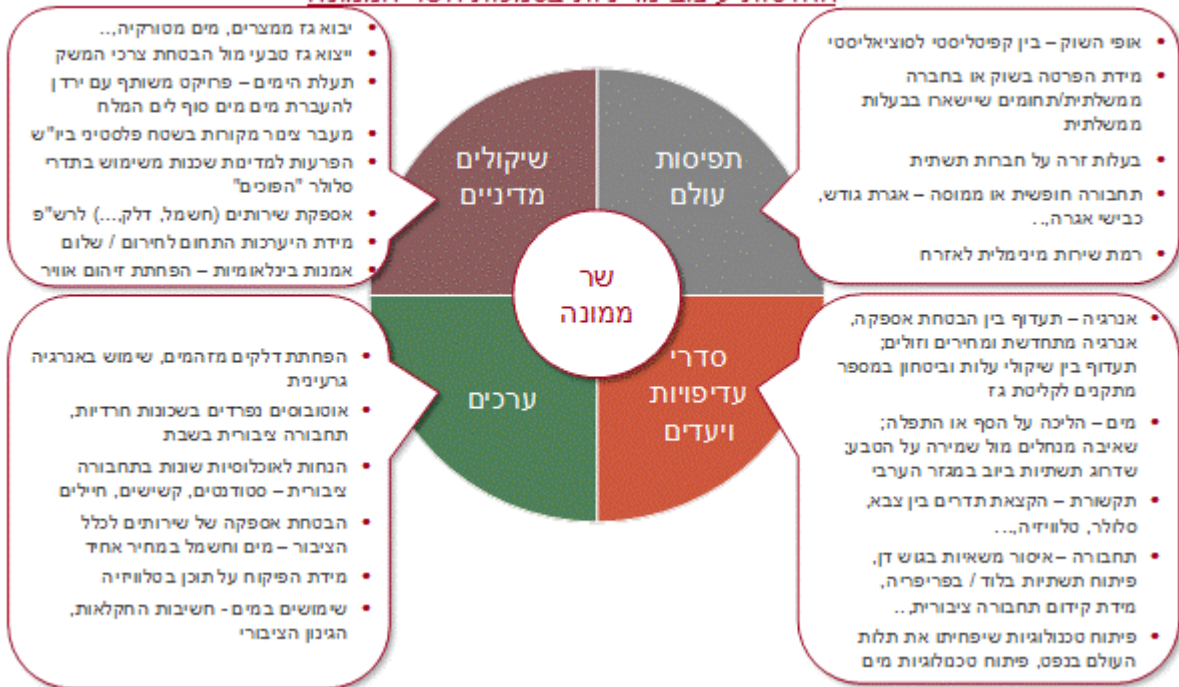 אופי השוק – בין קפיטליסטי לסוציאליסטי
מידת הפרטה בשוק או בחברה
ממשלתית/תחומים שיישארו בבעלות
ממשלתית
בעלות זרה על חברות תשתית
תחבורה חופשית או ממוסה – אגרת גודש,
כבישי אגרה,..
רמת שירות מינימלית לאזרח
יבוא גז ממצרים, מים מטורקיה,..
ייצוא גז טבעי מול הבטחת צרכי המשק
תעלת הימים – פרויקט משותף עם ירדן
להעברת מים מים סוף לים המלח
מעבר צינור מקורות בשטח פלסטיני ביו"ש
הפרעות למדינות שכנות משימוש בתדרי
סלולר "הפוכים"
אספקת שירותים (חשמל, דלק,...) לרש"פ
מידת היערכות התחום לחירום / שלום
אמנות בינלאומיות – הפחתת זיהום אוויר
תפיסות
עולם
שיקולים
מדיניים
שר
ממונה
סדרי
עדיפויות
ויעדים
ערכים
אנרגיה – תעדוף בין הבטחת אספקה,
אנרגיה מתחדשת ומחירים וזולים;
תעדוף בין שיקולי עלות וביטחון במספר
מתקנים לקליטת גז
מים – הליכה על הסף או התפלה;
שאיבה מנחלים מול שמירה על הטבע;
שדרוג תשתיות ביוב במגזר הערבי
תקשורת – הקצאת תדרים בין צבא,
סלולר, טלוויזיה,...
תחבורה – איסור משאיות בגוש דן,
פיתוח תשתיות בלוד / בפריפריה,
מידת קידום תחבורה ציבורית,..
פיתוח טכנולוגיות שיפחיתו את תלות
העולם בנפט, פיתוח טכנולוגיות מים
הפחתת דלקים מזהמים, שימוש באנרגיה
גרעינית
אוטובוסים נפרדים בשכונות חרדיות,
תחבורה ציבורית בשבת
הנחות לאוכלוסיות שונות בתחבורה
ציבורית – סטודנטים, קשישים, חיילים
הבטחת אספקה של שירותים לכלל
הציבור – מים וחשמל במחיר אחיד
מידת הפיקוח על תוכן בטלוויזיה
שימושים במים - חשיבות החקלאות,
הגינון הציבורי